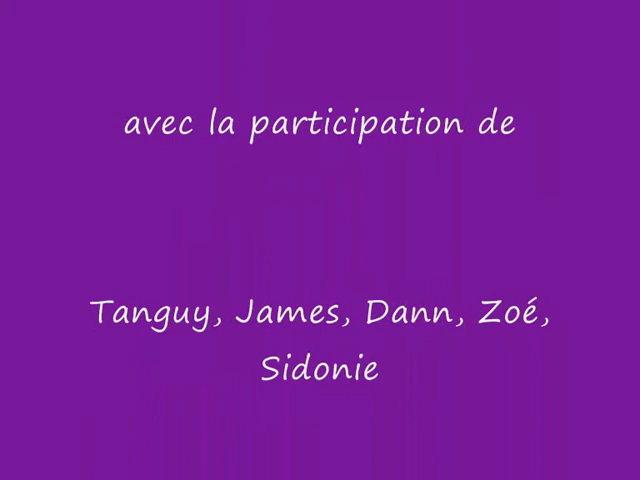 avec la participation de
Tanguy, James, Dann, Zoé,
Sidonie